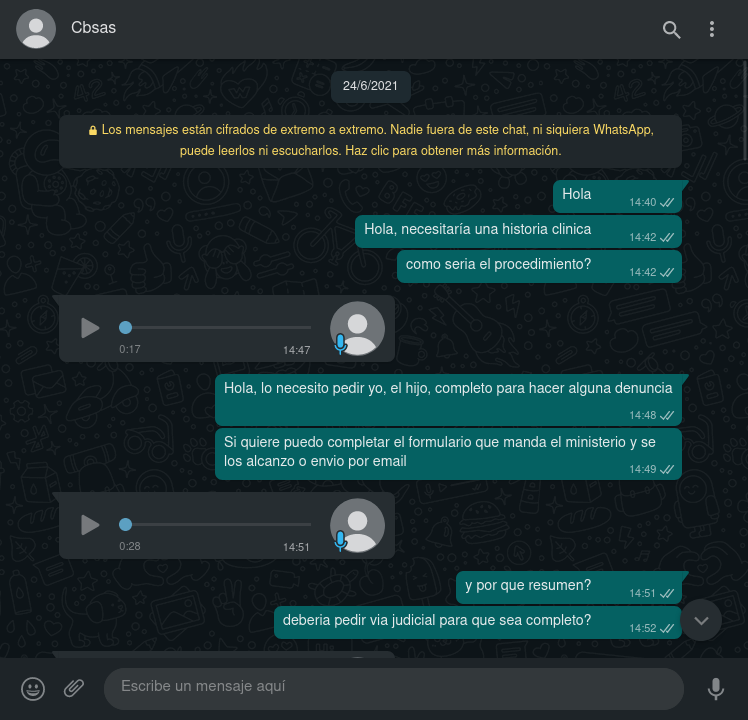 Cbsas
24/6/2021
Los mensajes están cifrados de extremo a extremo. Nadie fuera de este chat, ni siquiera WhatsApp,
puede leerlos ni escucharlos. Haz clic para obtener más información.
Hola
14:40
Hola, necesitaría una historia clinica
14:42
como seria el procedimiento?
14:42
0:17
14:47
Hola, lo necesito pedir yo, el hijo, completo para hacer alguna denuncia
14:48
Si quiere puedo completar el formulario que manda el ministerio y se
los alcanzo o envio por email
14:49
0:28
14:51
y por que resumen?
14:51
deberia pedir via judicial para que sea completo?
14:52
Escribe un mensaje aquí